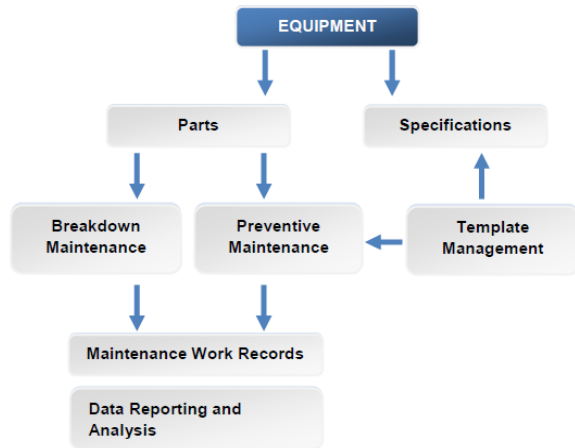 EQUIPMENT
Parts
Specifications
Breakdown
Maintenance
Preventive
Maintenance
Template
Management
Maintenance Work Records
Data Reporting and
Analysis